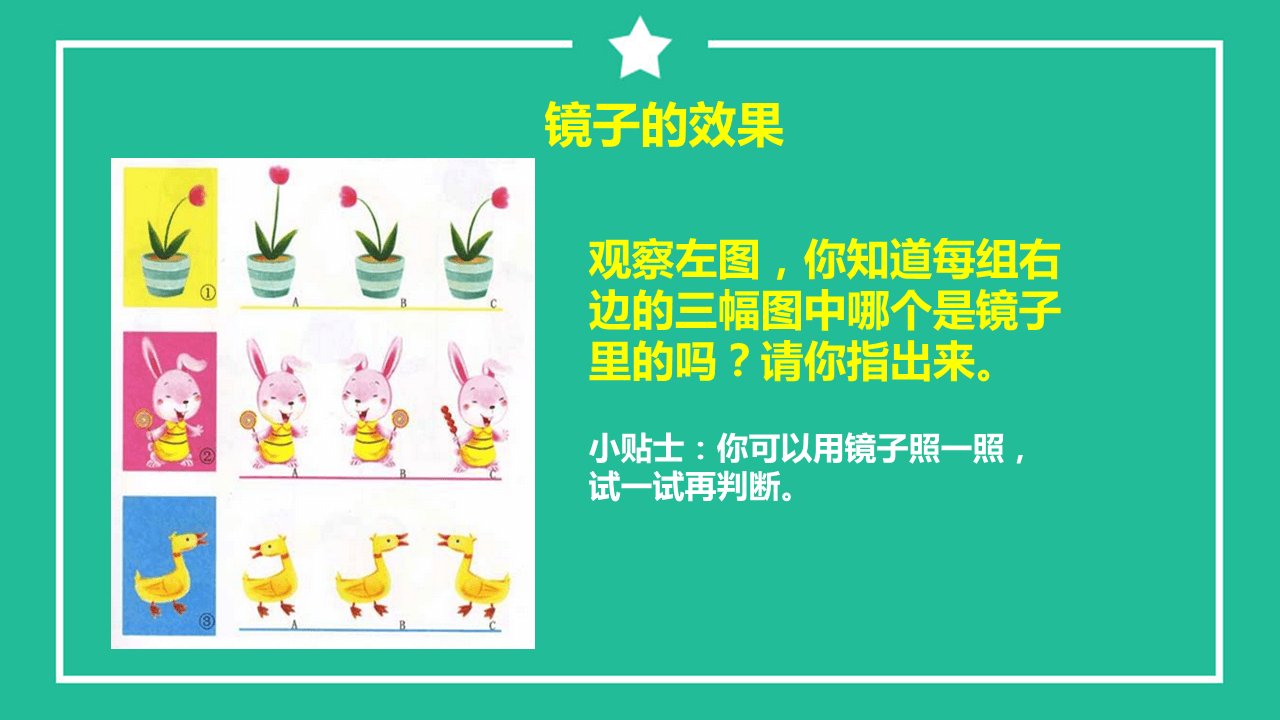 镜子的效果
观察左图，你知道每组右
边的三幅图中哪个是镜子
里的吗？请你指出来。
小贴士：你可以用镜子照一照，
试一试再判断。
①
A B C
②
A B C
③
A B C